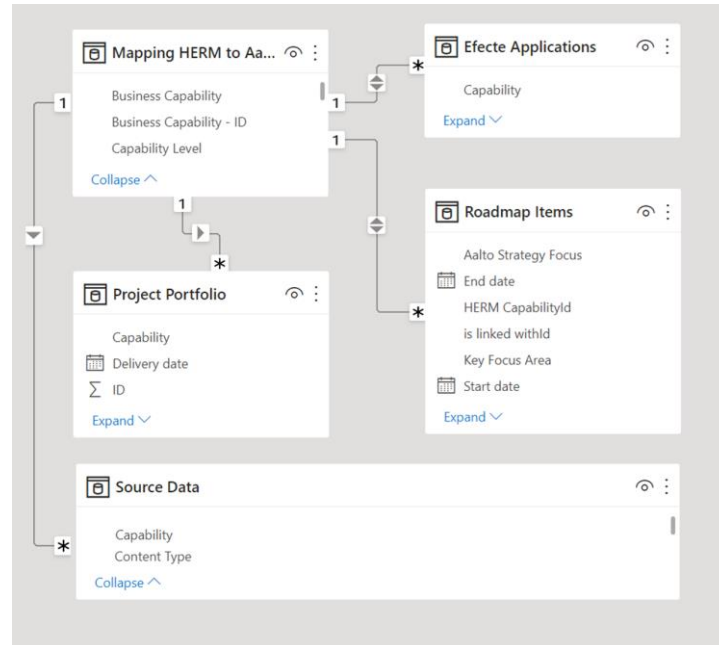 Mapping HERM to Aa...
Business Capability
Business Capability - ID
Capability Level
Collapse
1
1
1
1
*
*
*
*
Efecte Applications
Capability
Expand
Roadmap Items
Aalto Strategy Focus
End date
HERM CapabilityId
is linked withId
Key Focus Area
Start date
Expand
Project Portfolio
Capability
Delivery date
Σ ID
Expand
Source Data
Capability
Content Type
Collapse